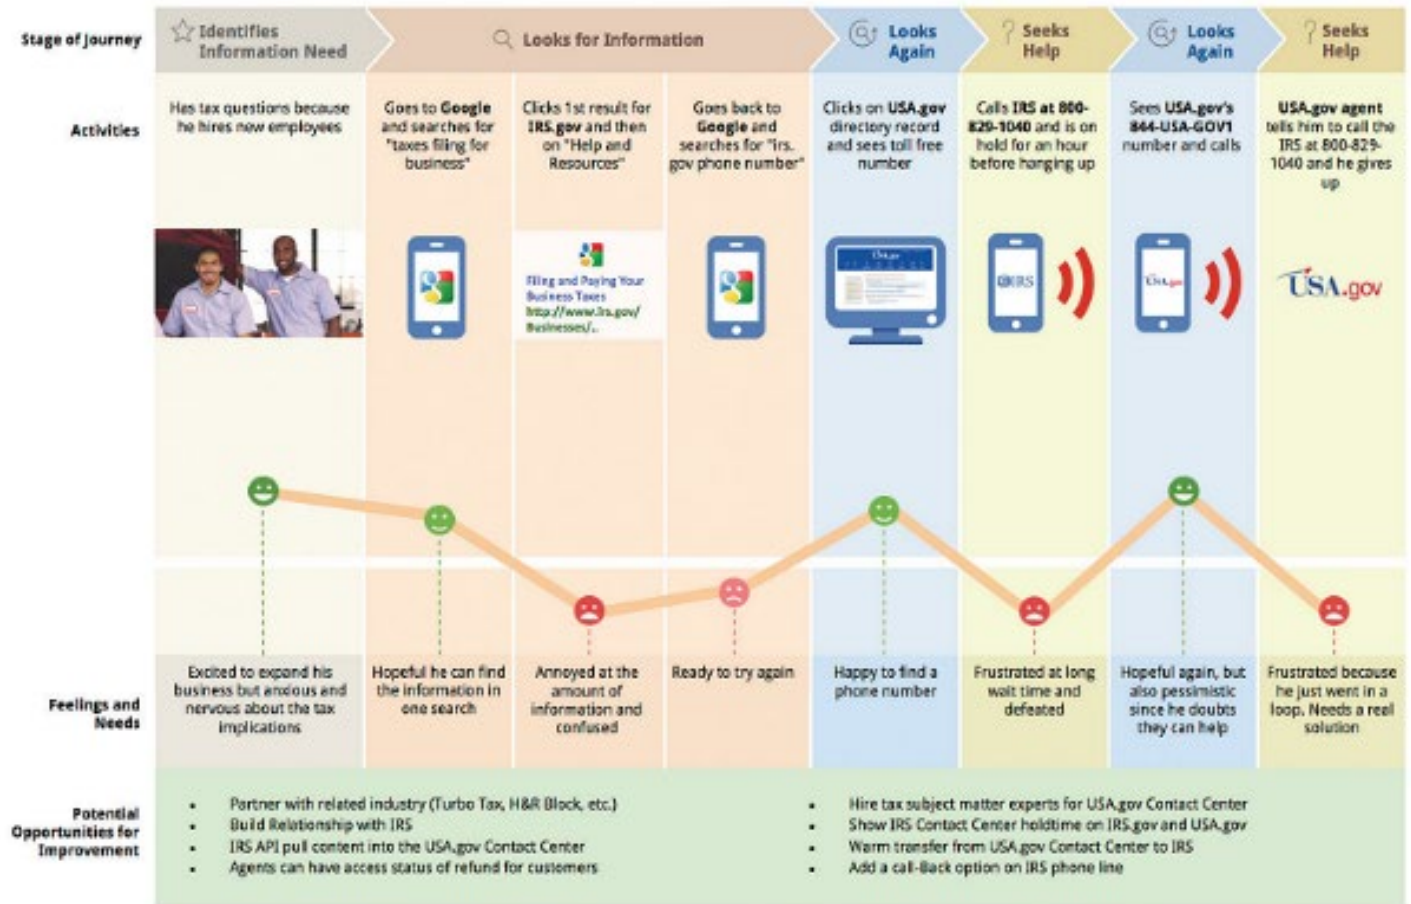 Stage of Journey
Identifies
Information Need
Looks for Information
Looks
Again
Seeks
Help
Looks
Again
Seeks
Help
Activities
Has tax questions because
he hires new employees
Goes to Google
and searches for
"taxes filing for
business"
Clicks 1st result for
IRS.gov and then
on "Help and
Resources"
Goes back to
Google and
searches for "irs.
gov phone number"
Clicks on USA.gov
directory record
and sees toll free
number
Calls IRS at 800-
829-1040 and is on
hold for an hour
before hanging up
Sees USA.gov's
844-USA-GOV1
number and calls
USA.gov agent
tells him to call the
IRS at 800-829-
1040 and he gives
up
Filing and Paying Your
Business Taxes
http://www.irs.gov/
Businesses/..
USA.gov
IRS
USA.gov
USA.gov
Feelings and
Needs
Excited to expand his
business but anxious and
nervous about the tax
implications
Hopeful he can find
the information in
one search
Annoyed at the
amount of
information and
confused
Ready to try again
Happy to find a
phone number
Frustrated at long
wait time and
defeated
Hopeful again, but
also pessimistic
since he doubts
they can help
Frustrated because
he just went in a
loop. Needs a real
solution
Potential
Opportunities for
Improvement
• Partner with related industry (Turbo Tax, H&R Block, etc.)
• Build Relationship with IRS
• IRS API pull content into the USA.gov Contact Center
• Agents can have access status of refund for customers
• Hire tax subject matter experts for USA.gov Contact Center
• Show IRS Contact Center holdtime on IRS.gov and USA.gov
• Warm transfer from USA.gov Contact Center to IRS
• Add a call-Back option on IRS phone line